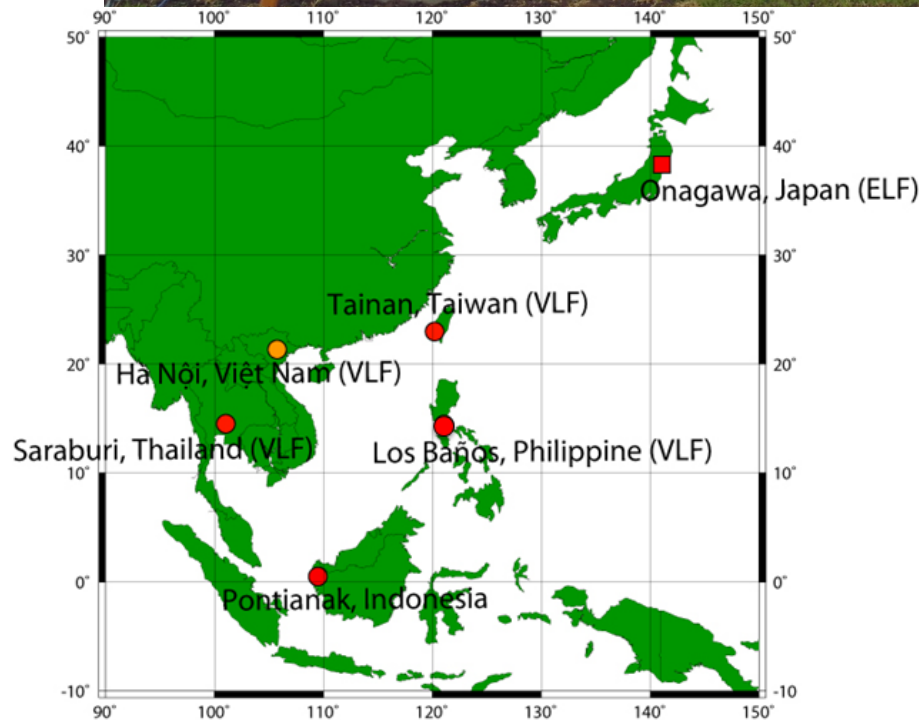 90˚ 100˚ 110˚ 120˚ 130˚ 140˚ 150˚
50˚ 50˚
40˚ 40˚
Onagawa, Japan (ELF)
30˚ 30˚
Tainan, Taiwan (VLF)
20˚ 20˚
Hà Nội, Việt Nam (VLF)
Saraburi, Thailand (VLF)
Los Baños, Philippine (VLF)
10˚ 10˚
0˚ 0˚
Pontianak, Indonesia
-10˚ -10
90˚ 100˚ 110˚ 120˚ 130˚ 140˚ 150˚